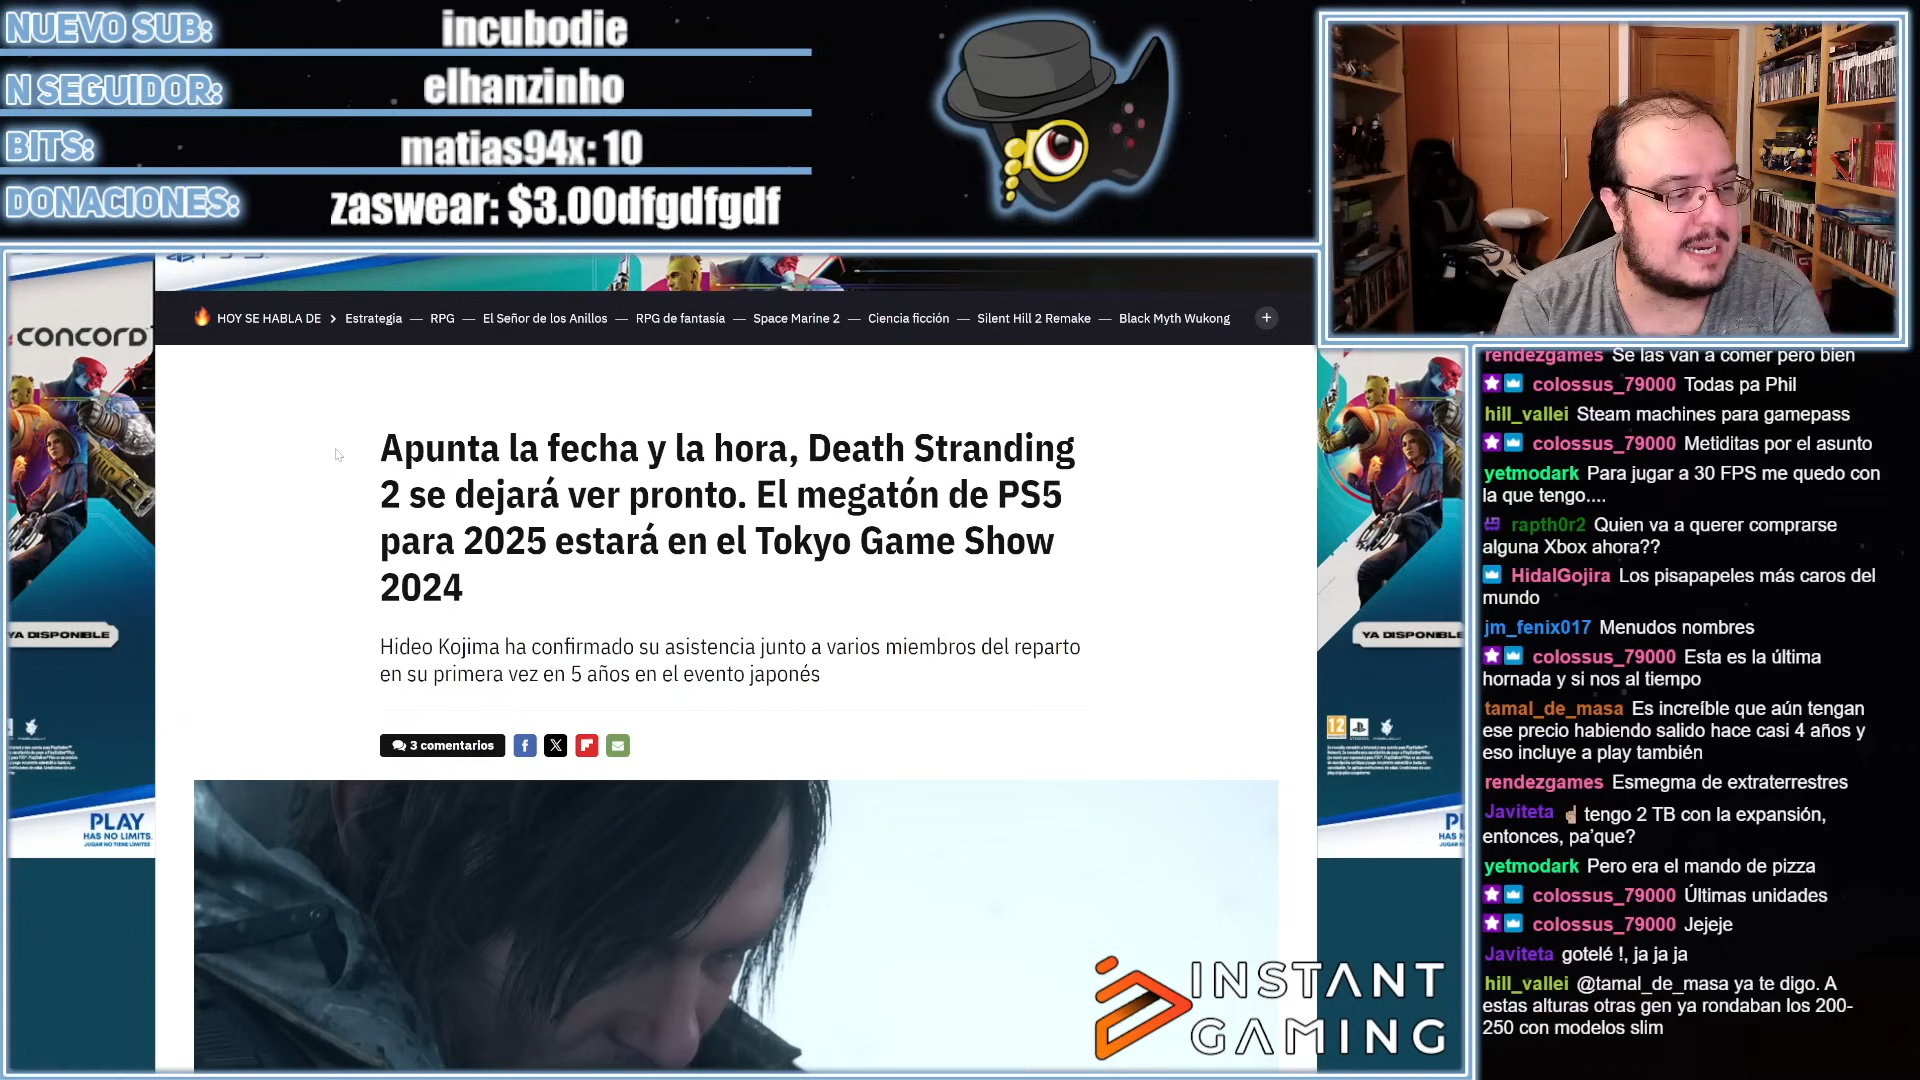 NUEVO SUB:
incubodie
N SEGUIDOR:
elhanzinho
BITS:
matias94x: 10
DONACIONES:
zaswear: $3.00dfgdfgdf
HOY SE HABLA DE > Estrategia — RPG — El Señor de los Anillos — RPG de fantasía — Space Marine 2 — Ciencia ficción — Silent Hill 2 Remake — Black Myth Wukong +
CONCORD
Apunta la fecha y la hora, Death Stranding
2 se dejará ver pronto. El megatón de PS5
para 2025 estará en el Tokyo Game Show
2024
Hideo Kojima ha confirmado su asistencia junto a varios miembros del reparto
en su primera vez en 5 años en el evento japonés
3 comentarios
YA DISPONIBLE
PLAY
HAS NO LIMITS.
JUGAR NO TIENE LÍMITES
YA DISPONIBLE
12
INSTANT
GAMING
rendezgames Se las van a comer pero bien
colossus_79000 Todas pa Phil
hill_vallei Steam machines para gamepass
colossus_79000 Metiditas por el asunto
yetmodark Para jugar a 30 FPS me quedo con
la que tengo....
rapth0r2 Quien va a querer comprarse
alguna Xbox ahora??
HidalGojira Los pisapapeles más caros del
mundo
jm_fenix017 Menudos nombres
colossus_79000 Esta es la última
hornada y si nos al tiempo
tamal_de_masa Es increíble que aún tengan
ese precio habiendo salido hace casi 4 años y
eso incluye a play también
rendezgames Esmegma de extraterrestres
Javiteta ☝🏽 tengo 2 TB con la expansión,
entonces, pa'que?
yetmodark Pero era el mando de pizza
colossus_79000 Últimas unidades
colossus_79000 Jejeje
Javiteta gotelé !, ja ja ja
hill_vallei @tamal_de_masa ya te digo. A
estas alturas otras gen ya rondaban los 200-
250 con modelos slim